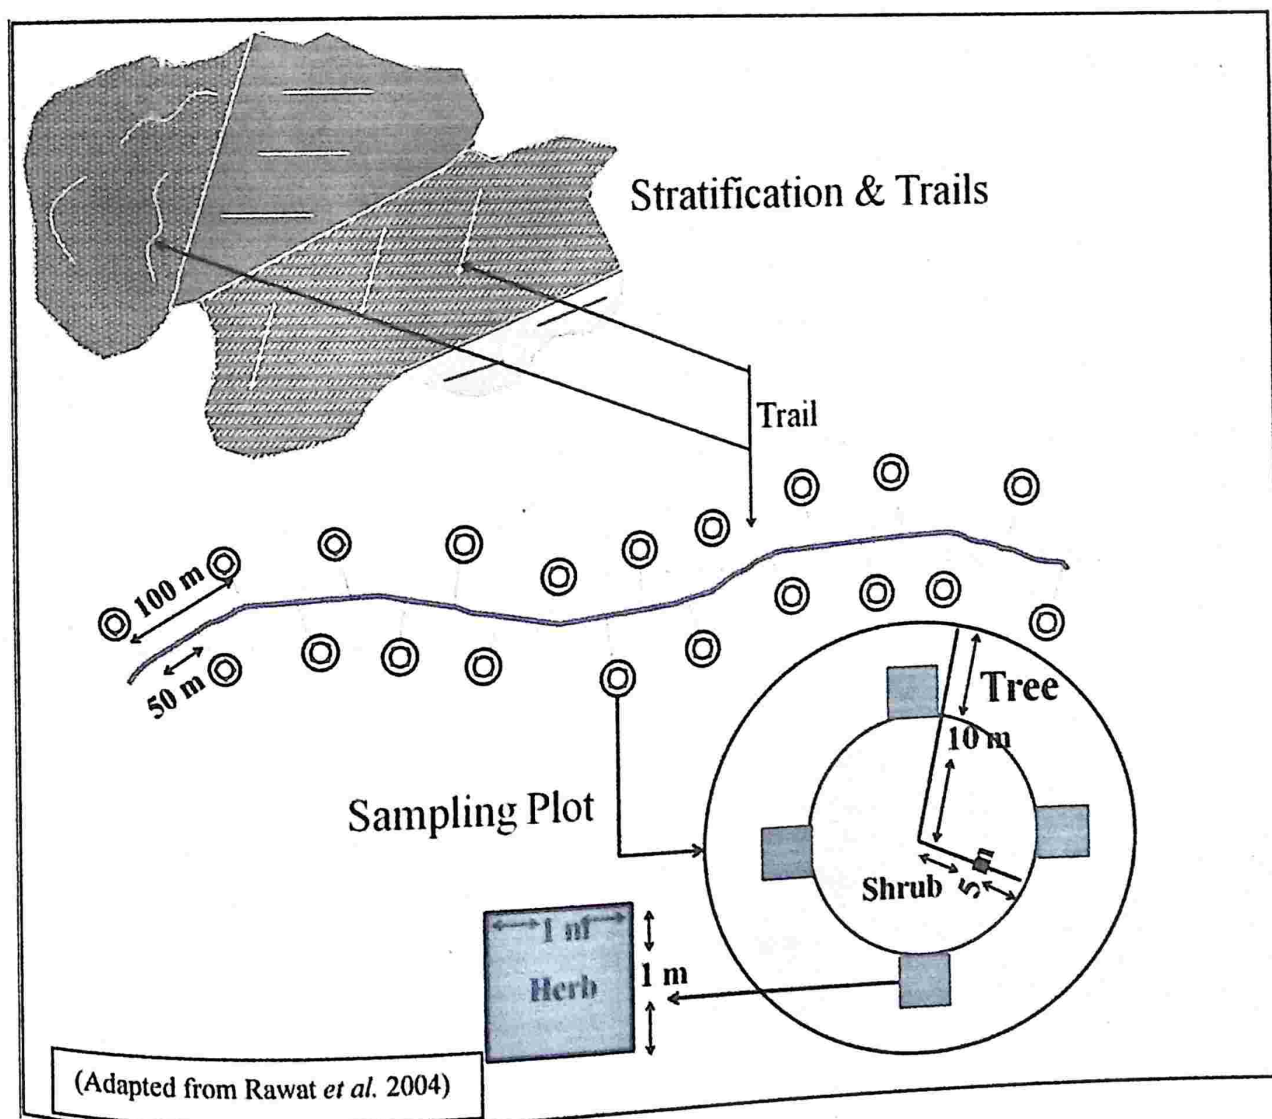 Stratification & Trails
Trail
100 m
50 m
Tree
10 m
Sampling Plot
Shrub
5 m
1 m
Herb
1 m
(Adapted from Rawat et al. 2004)